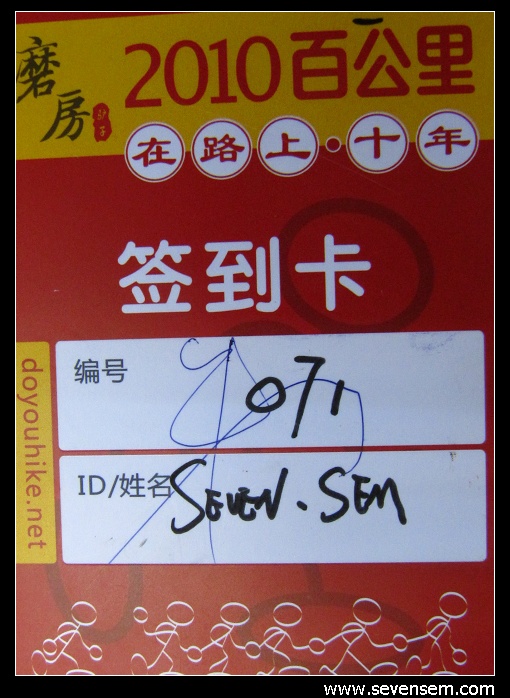 磨房
驴子
2010百公里
在路上·十年
签到卡
doyouhike.net
编号
071
ID/姓名
SEVEN.SEM
www.sevensem.com